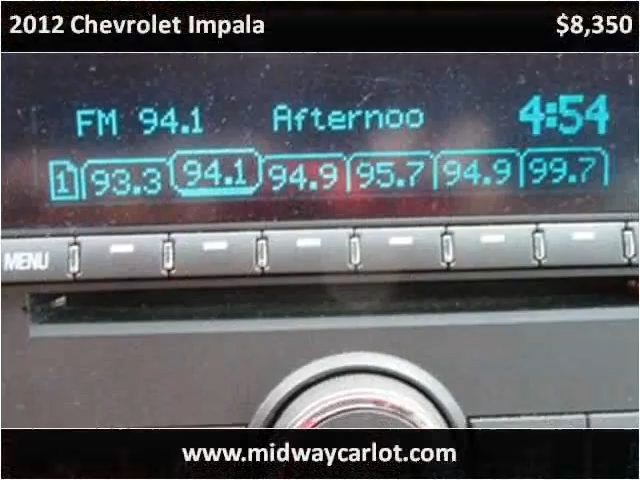 2012 Chevrolet Impala $8,350
FM 94.1 Afternoo 4:54
1 93.3 94.1 94.9 95.7 94.9 99.7
MENU
www.midwaycarlot.com